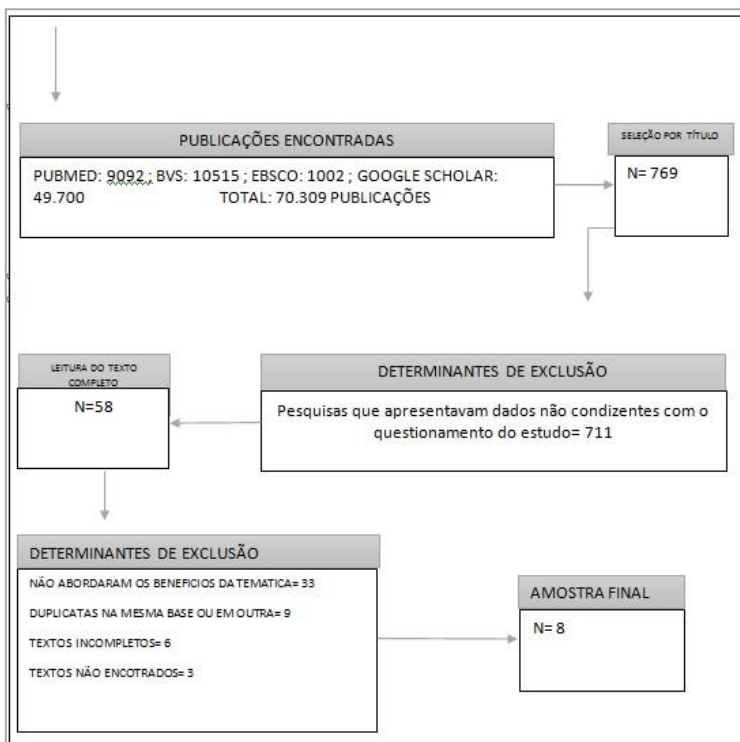 PUBLICAÇÕES ENCONTRADAS
PUBMED: 9092 ; BVS: 10515 ; EBSCO: 1002 ; GOOGLE SCHOLAR:
49.700 TOTAL: 70.309 PUBLICAÇÕES
SELEÇÃO POR TÍTULO
N= 769
DETERMINANTES DE EXCLUSÃO
Pesquisas que apresentavam dados não condizentes com o
questionamento do estudo= 711
LEITURA DO TEXTO
COMPLETO
N=58
DETERMINANTES DE EXCLUSÃO
NÃO ABORDARAM OS BENEFICIOS DA TEMATICA= 33
DUPLICATAS NA MESMA BASE OU EM OUTRA= 9
TEXTOS INCOMPLETOS= 6
TEXTOS NÃO ENCOTRADOS= 3
AMOSTRA FINAL
N= 8